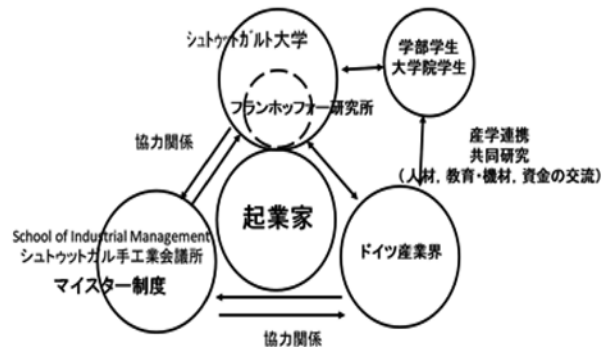 シュトゥットガルト大学
学部学生
大学院学生
フランホッファー研究所
協力関係
産学連携
共同研究
(人材，教育・機材，資金の交流)
起業家
School of Industrial Management
シュトゥットガル手工業会議所
マイスター制度
ドイツ産業界
協力関係